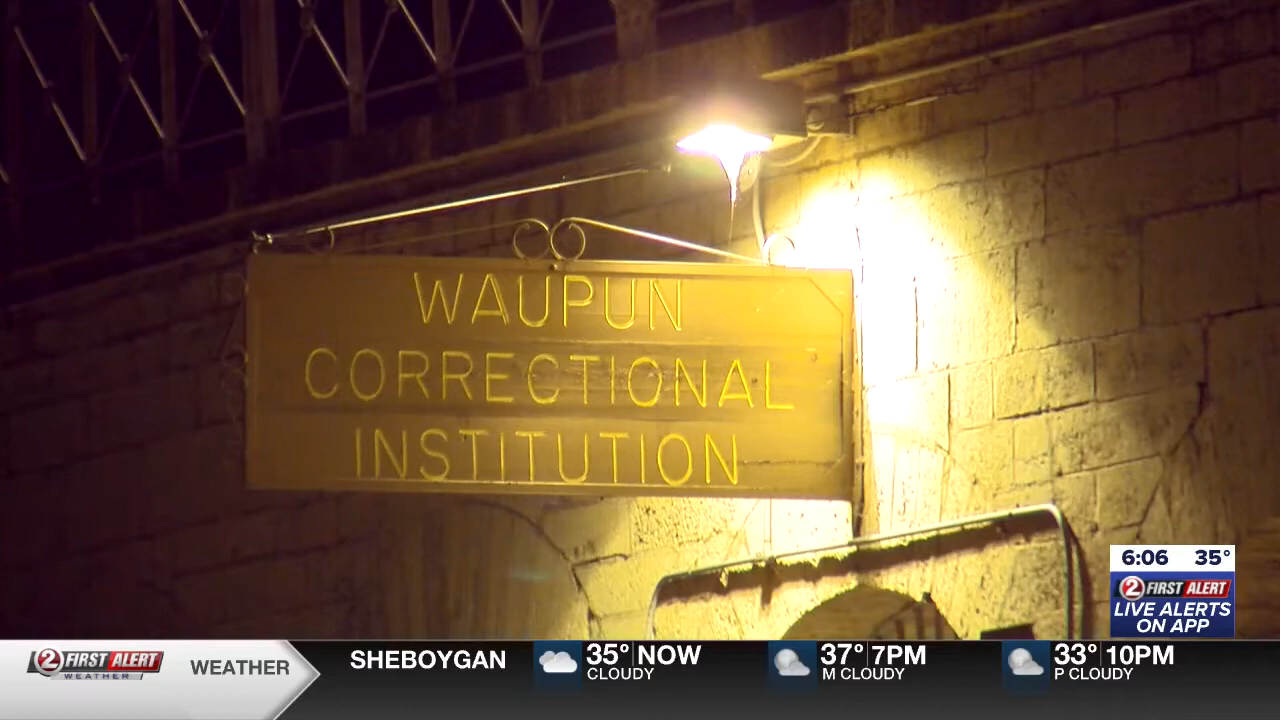 WAUPUN
CORRECTIONAL
INSTITUTION
6:06 35°
2 FIRST ALERT
LIVE ALERTS
ON APP
2 FIRST ALERT
WEATHER
WEATHER
SHEBOYGAN
35° NOW
CLOUDY
37° 7PM
M CLOUDY
33° 10PM
P CLOUDY